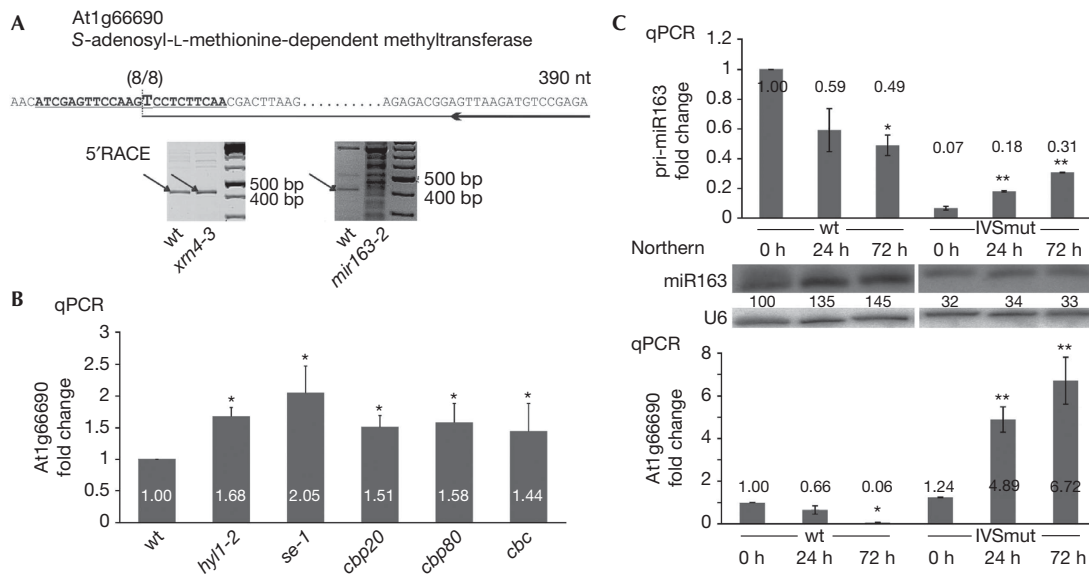 A
At1g66690
S-adenosyl-L-methionine-dependent methyltransferase
(8/8)
390 nt
AACATCGAGTTCCAAGTCCTCTTCAACGACTTAAG..........AGAGACGGAGTTAAGATGTCCGAGA
5′RACE
500 bp
400 bp
wt
xrn4-3
500 bp
400 bp
wt
mir163-2
B
qPCR
At1g66690
fold change
3
2.5
2
1.5
1
0.5
0
* * * * *
1.00 1.68 2.05 1.51 1.58 1.44
wt hyl1-2 se-1 cbp20 cbp80 cbc
C
qPCR
pri-miR163
fold change
1.2
1
0.8
0.6
0.4
0.2
0
1.00 0.59 0.49 0.07 0.18 0.31
* ** **
wt IVSmut
Northern 0 h 24 h 72 h 0 h 24 h 72 h
miR163
100 135 145 32 34 33
U6
qPCR
At1g66690
fold change
8
6
4
2
0
1.00 0.66 0.06 1.24 4.89 6.72
* ** **
wt IVSmut
0 h 24 h 72 h 0 h 24 h 72 h